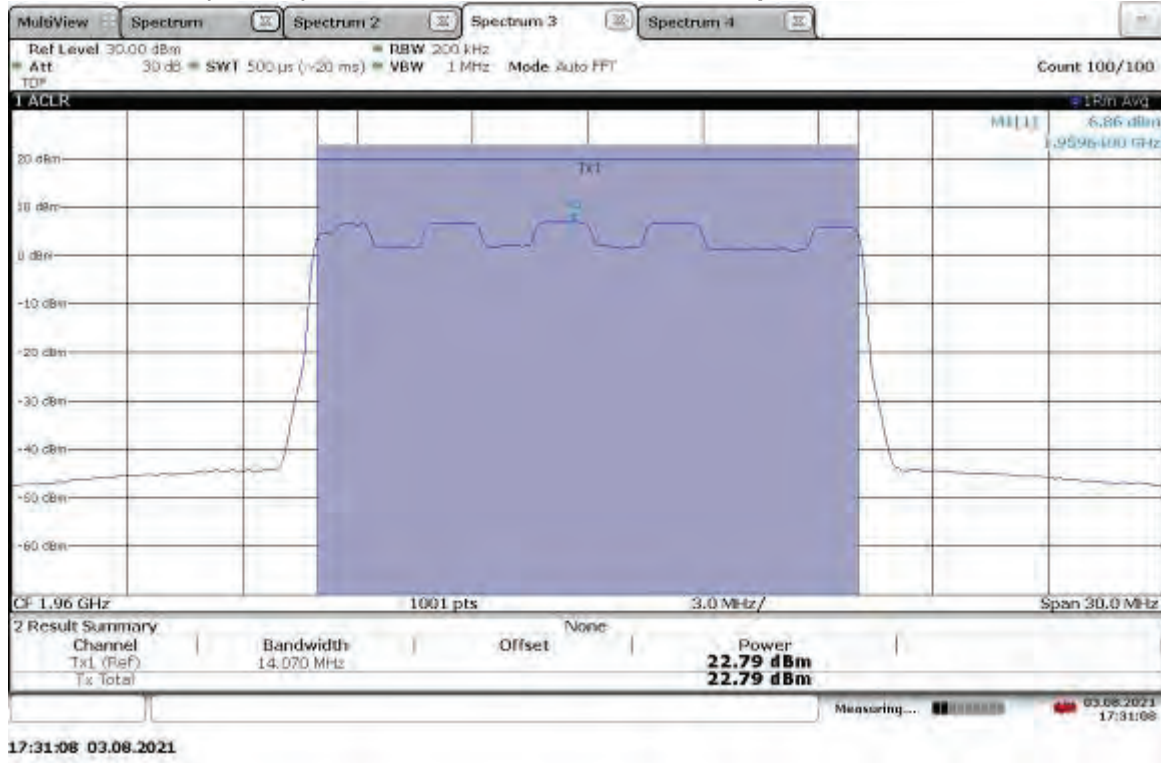 MultiView Spectrum Spectrum 2 Spectrum 3 Spectrum 4
Ref Level 30.00 dBm RBW 200 kHz
Att 30 dB SWT 500 µs (~20 ms) VBW 1 MHz Mode Auto FFT Count 100/100
TDF
1 ACLR 1Rm Avg
M1[1] 6.86 dBm
1.9596400 GHz
20 dBm
Tx1
10 dBm
0 dBm
-10 dBm
-20 dBm
-30 dBm
-40 dBm
-50 dBm
-60 dBm
CF 1.96 GHz 1001 pts 3.0 MHz/ Span 30.0 MHz
2 Result Summary None
Channel Bandwidth Offset Power
Tx1 (Ref) 14.070 MHz 22.79 dBm
Tx Total 22.79 dBm
Measuring... 03.08.2021
17:31:08
17:31:08 03.08.2021